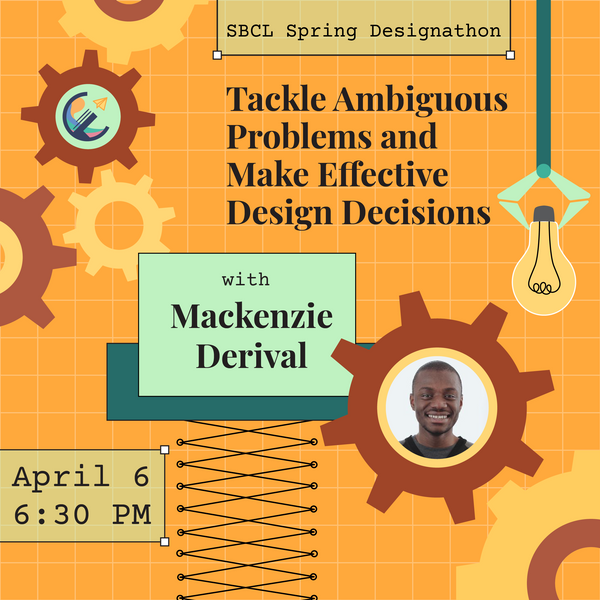 SBCL Spring Designathon
Tackle Ambiguous
Problems and
Make Effective
Design Decisions
with
Mackenzie
Derival
April 6
6:30 PM